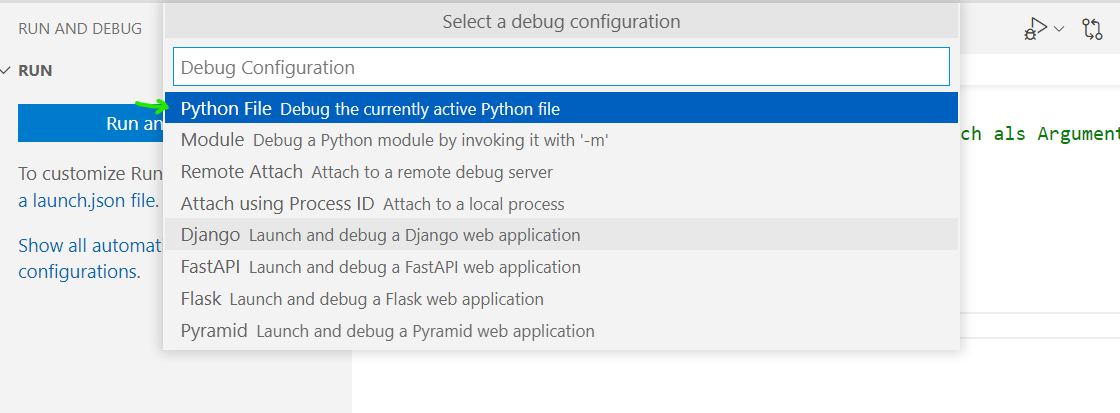 RUN AND DEBUG
RUN
Run an
To customize Run
a launch.json file.
Show all automat
configurations.
Select a debug configuration
Debug Configuration
Python File Debug the currently active Python file
Module Debug a Python module by invoking it with '-m'
Remote Attach Attach to a remote debug server
Attach using Process ID Attach to a local process
Django Launch and debug a Django web application
FastAPI Launch and debug a FastAPI web application
Flask Launch and debug a Flask web application
Pyramid Launch and debug a Pyramid web application
ch als Argument